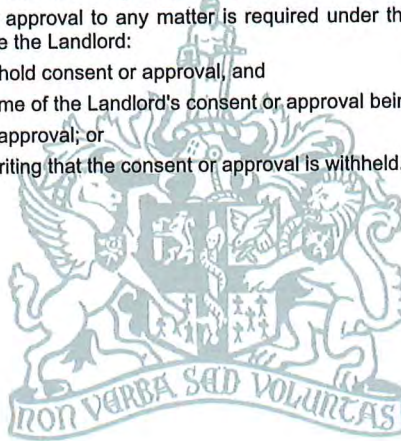 approval to any matter is required under th
e the Landlord:
hold consent or approval, and
me of the Landlord's consent or approval bein
approval; or
riting that the consent or approval is withheld.
NON VERBA SED VOLUNTAS